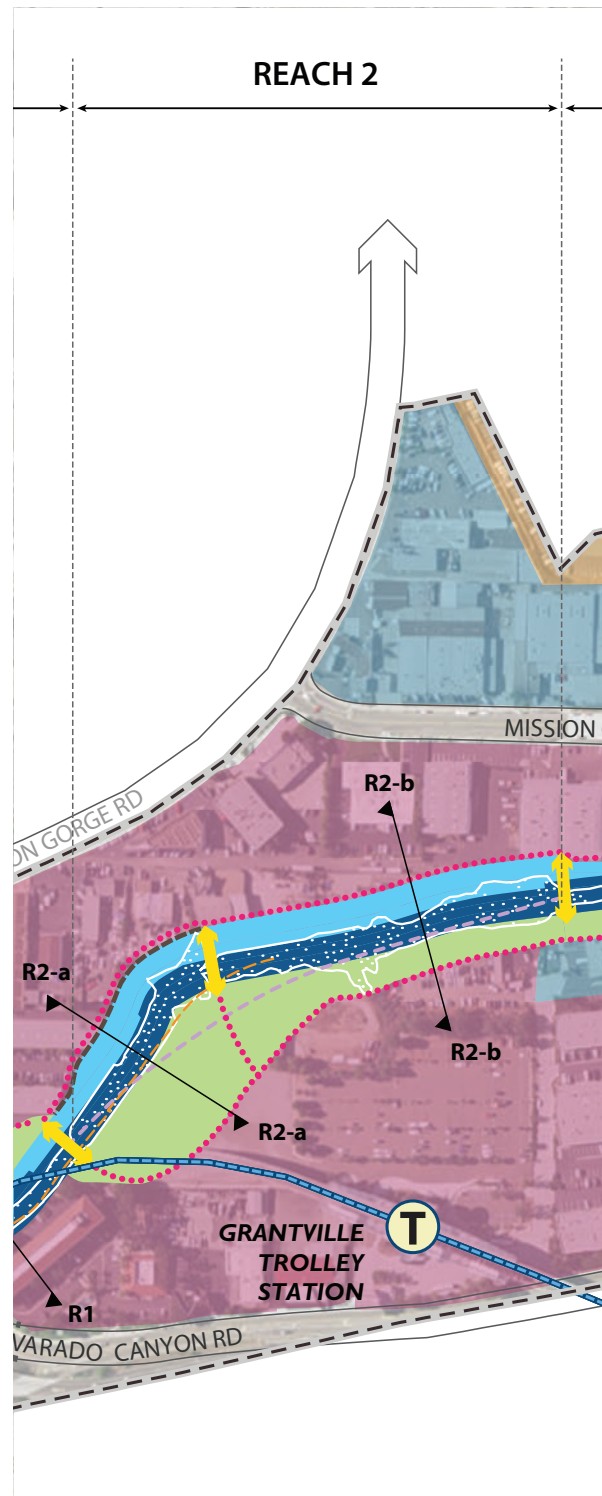 REACH 2
MISSION
ON GORGE RD
R2-b
R2-a
R2-b
R2-a
T
GRANTVILLE
TROLLEY
STATION
R1
VARADO CANYON RD